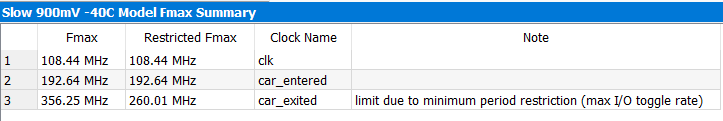 Slow 900mV -40C Model Fmax Summary
Fmax Restricted Fmax Clock Name Note
1 108.44 MHz 108.44 MHz clk
2 192.64 MHz 192.64 MHz car_entered
3 356.25 MHz 260.01 MHz car_exited limit due to minimum period restriction (max I/O toggle rate)